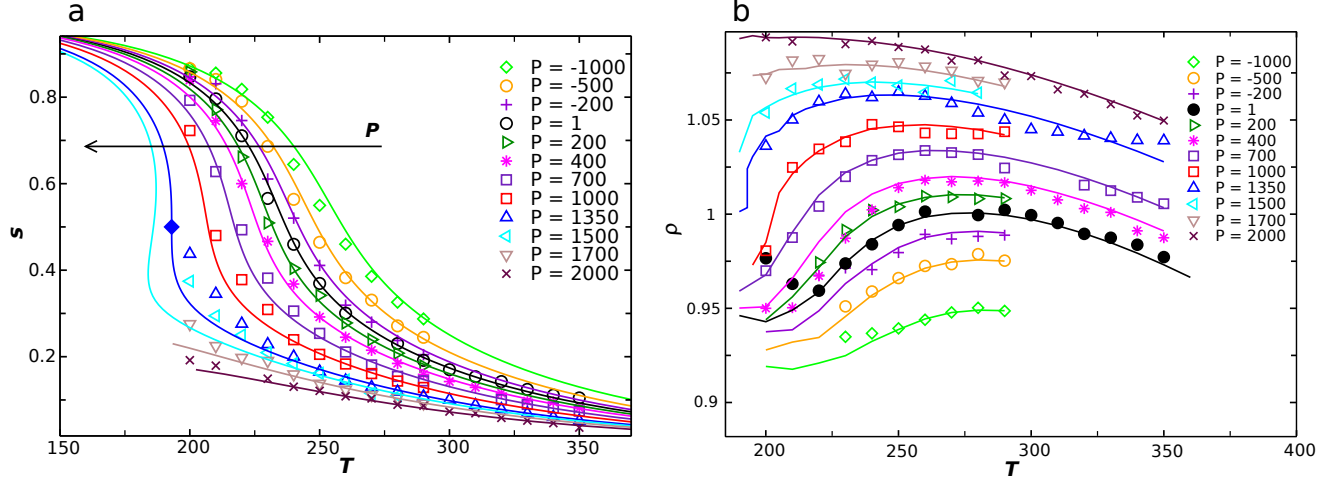 a
s
0.8
0.6
0.4
0.2
150
200
250
300
350
T
P
P = -1000
P = -500
P = -200
P = 1
P = 200
P = 400
P = 700
P = 1000
P = 1350
P = 1500
P = 1700
P = 2000
b
ρ
1.05
1
0.95
0.9
200
250
300
350
400
T
P = -1000
P = -500
P = -200
P = 1
P = 200
P = 400
P = 700
P = 1000
P = 1350
P = 1500
P = 1700
P = 2000